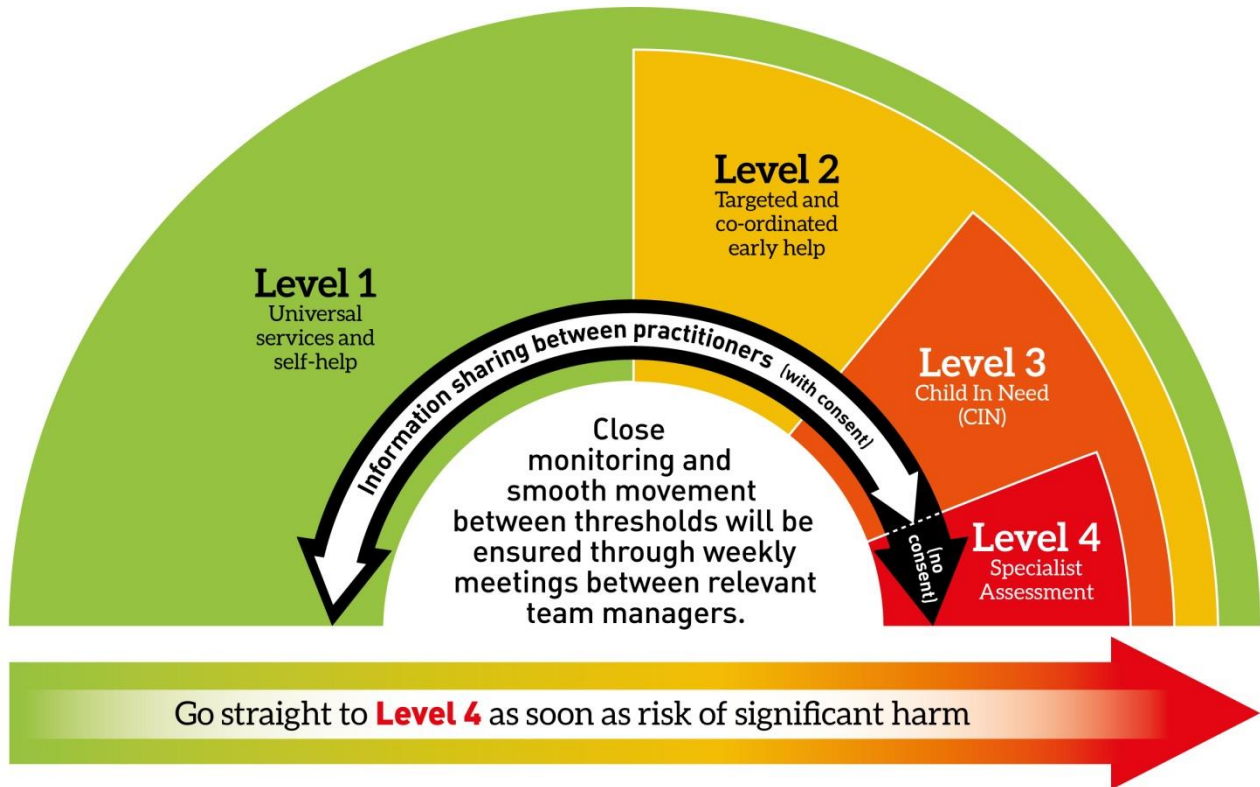 Level 1
Universal
services and
self-help
Level 2
Targeted and
co-ordinated
early help
Level 3
Child In Need
(CIN)
Level 4
Specialist
Assessment
Information sharing between practitioners (with consent)
(no
consent)
Close
monitoring and
smooth movement
between thresholds will be
ensured through weekly
meetings between relevant
team managers.
Go straight to Level 4 as soon as risk of significant harm